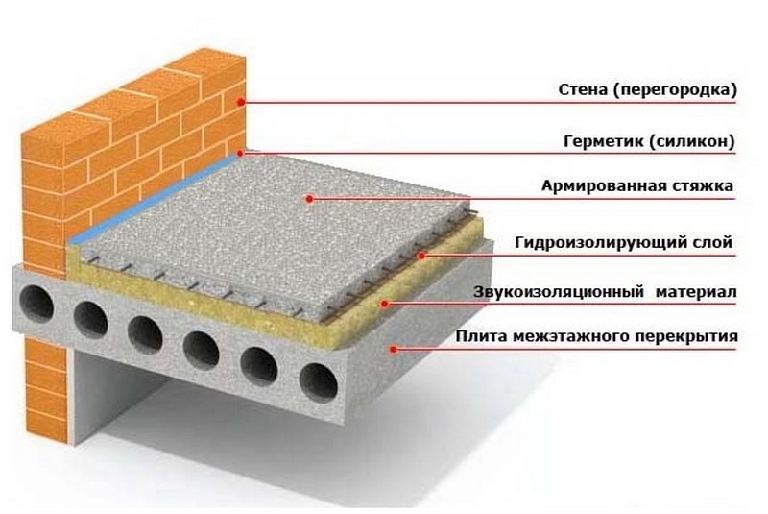 Стена (перегородка)
Герметик (силикон)
Армированная стяжка
Гидроизолирующий слой
Звукоизоляционный материал
Плита межэтажного перекрытия